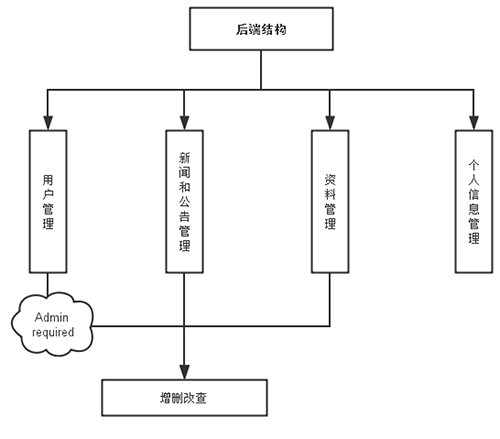 后端结构
用户管理
新闻和公告管理
资料管理
个人信息管理
Admin
required
增删改查